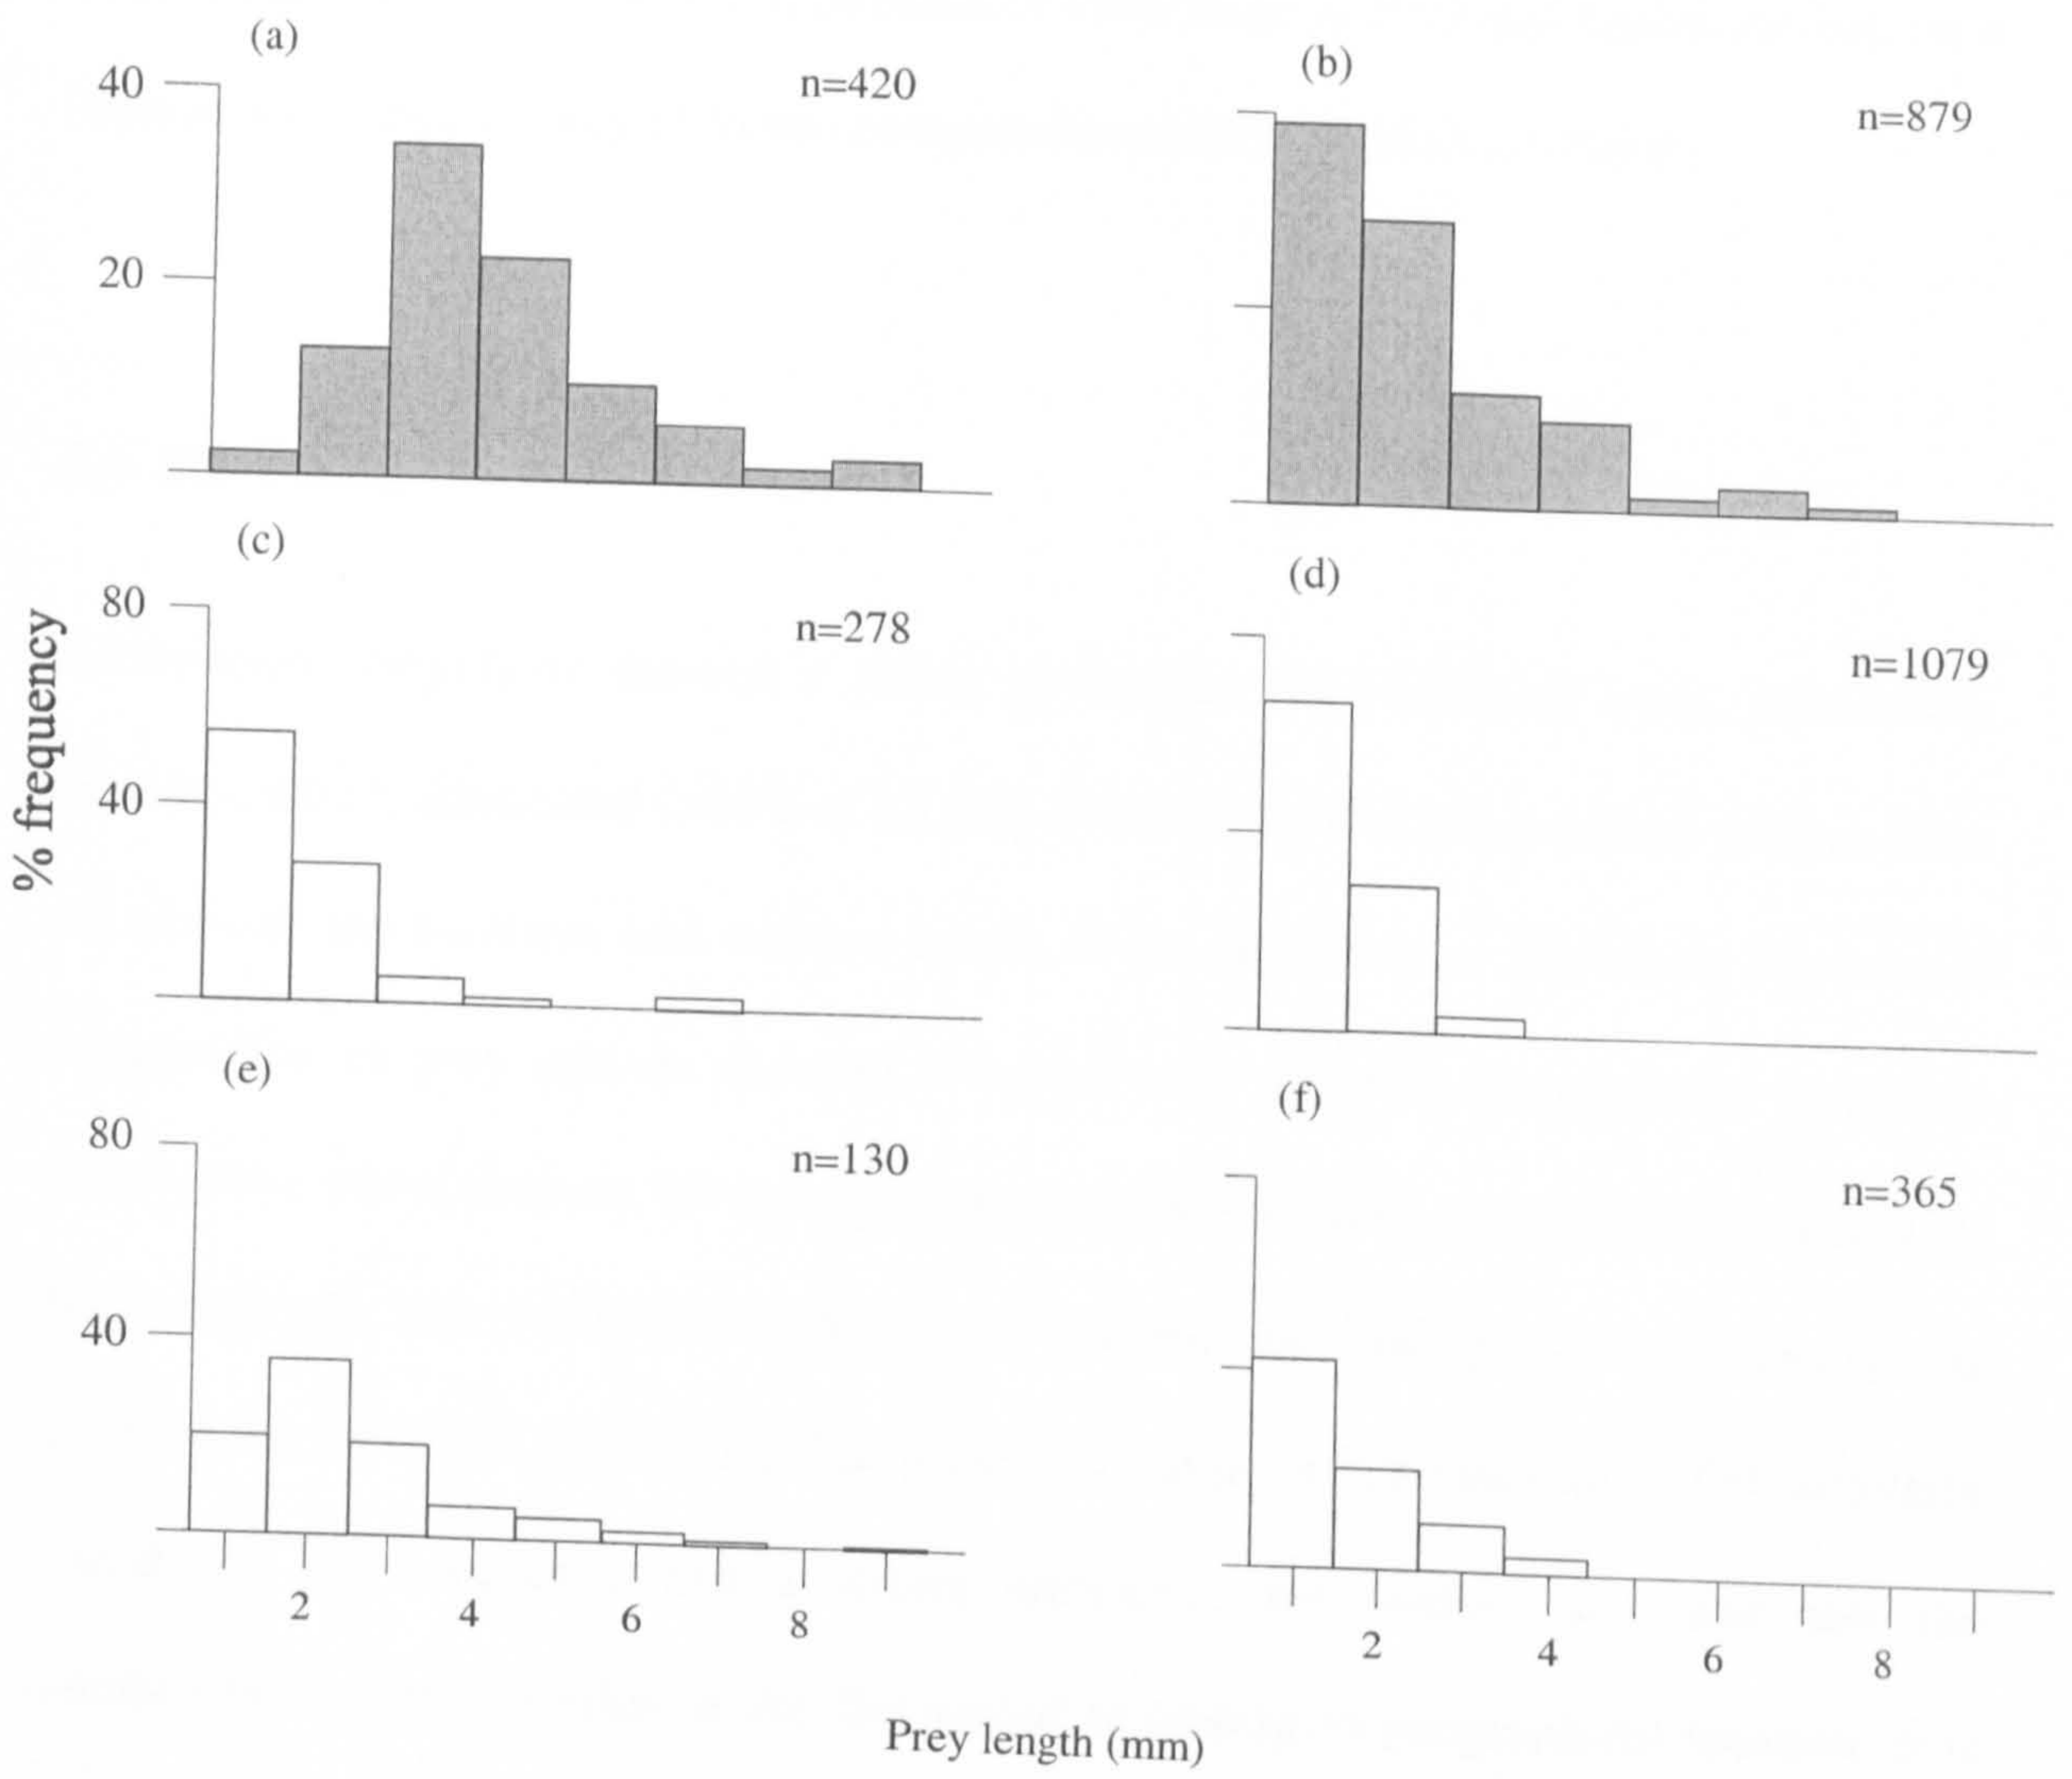 (a)
n=420
40
20
(b)
n=879
(c)
n=278
80
40
(d)
n=1079
% frequency
(e)
n=130
80
40
2 4 6 8
(f)
n=365
2 4 6 8
Prey length (mm)